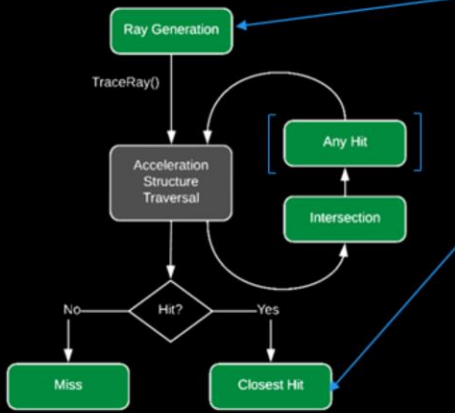 Ray Generation
TraceRay()
Any Hit
Acceleration
Structure
Traversal
Intersection
No
Hit?
Yes
Miss
Closest Hit